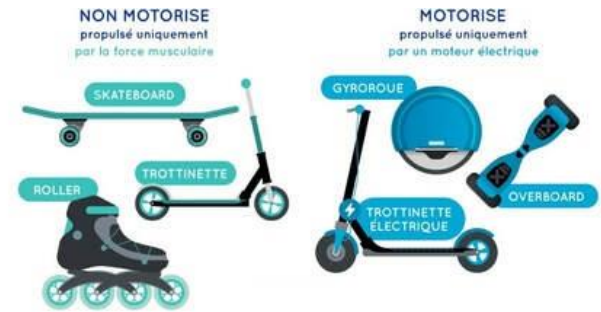 NON MOTORISE
propulsé uniquement
par la force musculaire
SKATEBOARD
TROTTINETTE
ROLLER
MOTORISE
propulsé uniquement
par un moteur électrique
GYROROUE
OVERBOARD
TROTTINETTE
ÉLECTRIQUE